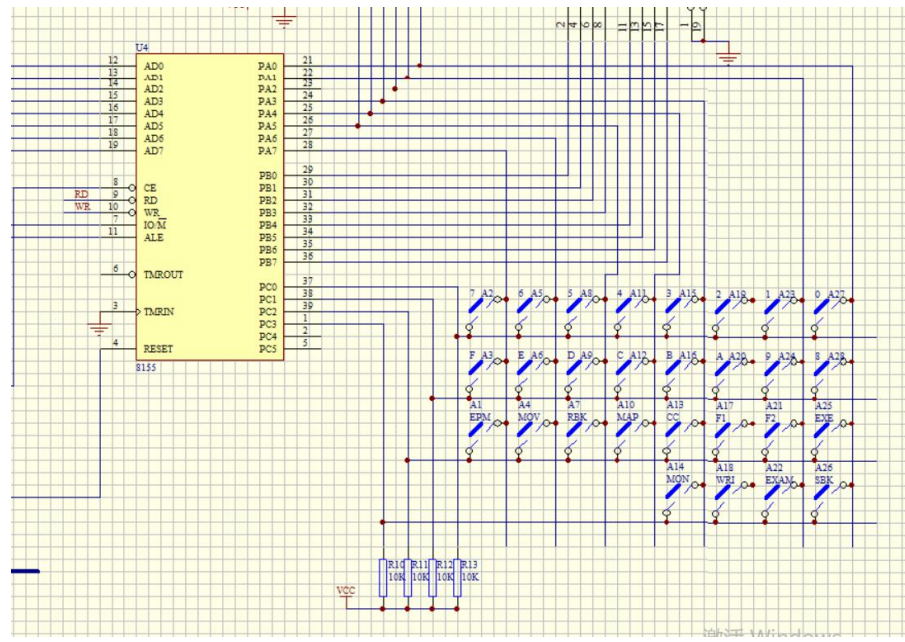 2 4 6 8 11 13 15 17 1 19
U4
12 AD0 PA0 21
13 AD1 PA1 22
14 AD2 PA2 23
15 AD3 PA3 24
16 AD4 PA4 25
17 AD5 PA5 26
18 AD6 PA6 27
19 AD7 PA7 28
PB0 29
8 CE PB1 30
RD 9 RD PB2 31
WR 10 WR PB3 32
7 IO/M PB4 33
11 ALE PB5 34
PB6 35
PB7 36
6 TMROUT
PC0 37
PC1 38
PC2 39
3 TMRIN PC3 1
PC4 2
4 RESET PC5 5
8155
7 A2 6 A5 5 A8 4 A11 3 A15 2 A19 1 A23 0 A27
F A3 E A6 D A9 C A12 B A16 A A20 9 A24 8 A28
A1 A4 A7 A10 A13 A17 A21 A25
EPM MOV RBK MAP CC F1 F2 EXE
A14 A18 A22 A26
MON WRI EXAM SBK
R10 R11 R12 R13
10K 10K 10K 10K
VCC
激活 Windows